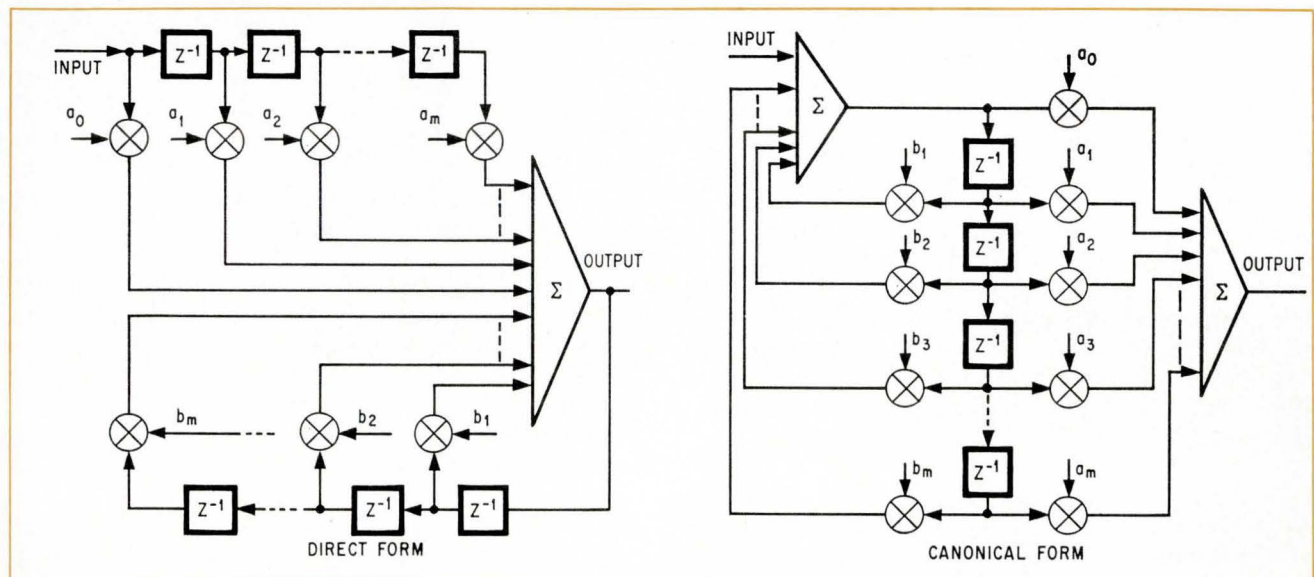 INPUT
Z⁻¹ Z⁻¹ Z⁻¹
a₀ a₁ a₂ aₘ
Σ
OUTPUT
bₘ b₂ b₁
Z⁻¹ Z⁻¹ Z⁻¹
DIRECT FORM
INPUT
Σ
a₀
Z⁻¹
b₁ a₁
Z⁻¹
b₂ a₂
Z⁻¹
b₃ a₃
Z⁻¹
bₘ aₘ
Σ
OUTPUT
CANONICAL FORM